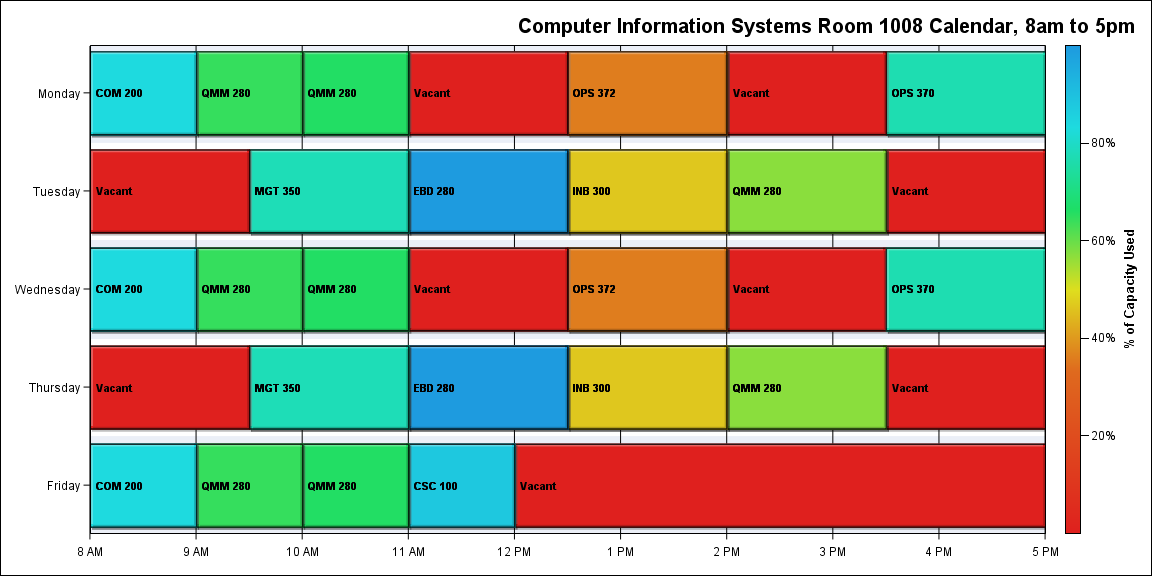 Computer Information Systems Room 1008 Calendar, 8am to 5pm
Monday COM 200 QMM 280 QMM 280 Vacant OPS 372 Vacant OPS 370
80%
Tuesday Vacant MGT 350 EBD 280 INB 300 QMM 280 Vacant
60%
Wednesday COM 200 QMM 280 QMM 280 Vacant OPS 372 Vacant OPS 370
% of Capacity Used
40%
Thursday Vacant MGT 350 EBD 280 INB 300 QMM 280 Vacant
20%
Friday COM 200 QMM 280 QMM 280 CSC 100 Vacant
8 AM 9 AM 10 AM 11 AM 12 PM 1 PM 2 PM 3 PM 4 PM 5 PM